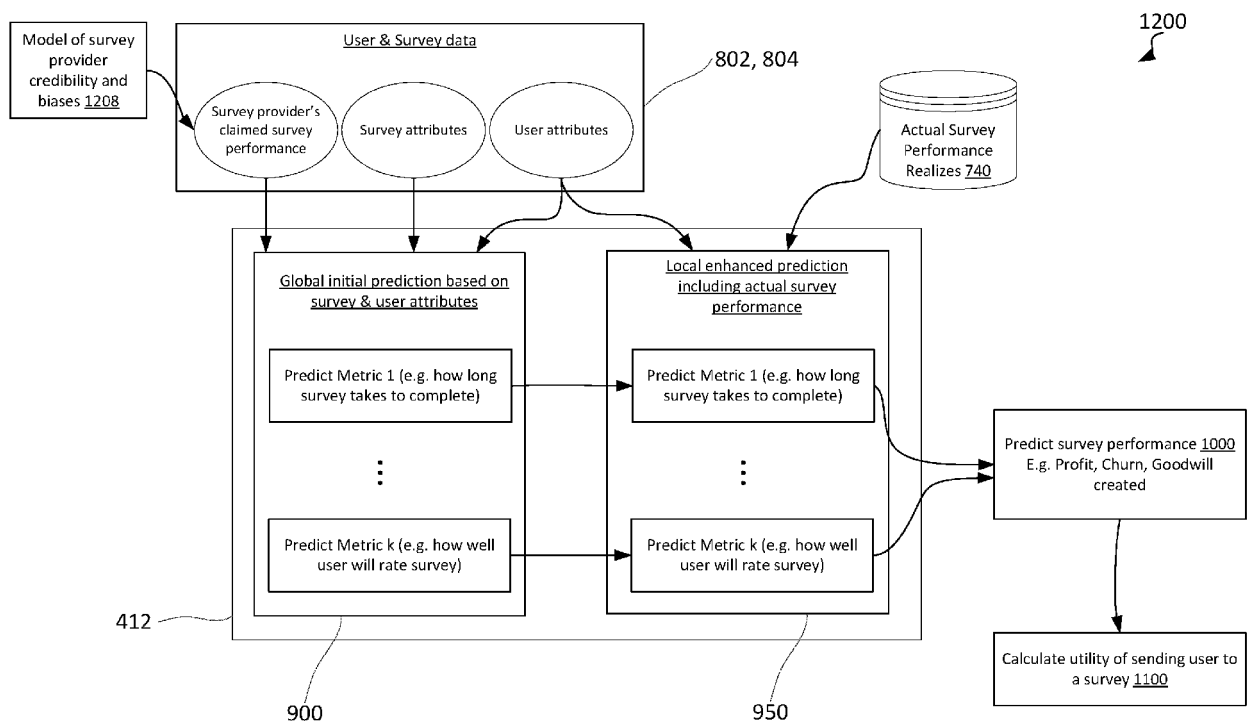 1200
Model of survey
provider
credibility and
biases 1208
User & Survey data
802, 804
Survey provider's
claimed survey
performance
Survey attributes
User attributes
Actual Survey
Performance
Realizes 740
Global initial prediction based on
survey & user attributes
Local enhanced prediction
including actual survey
performance
Predict Metric 1 (e.g. how long
survey takes to complete)
Predict Metric 1 (e.g. how long
survey takes to complete)
Predict survey performance 1000
E.g. Profit, Churn, Goodwill
created
Predict Metric k (e.g. how well
user will rate survey)
Predict Metric k (e.g. how well
user will rate survey)
412
900
950
Calculate utility of sending user to
a survey 1100